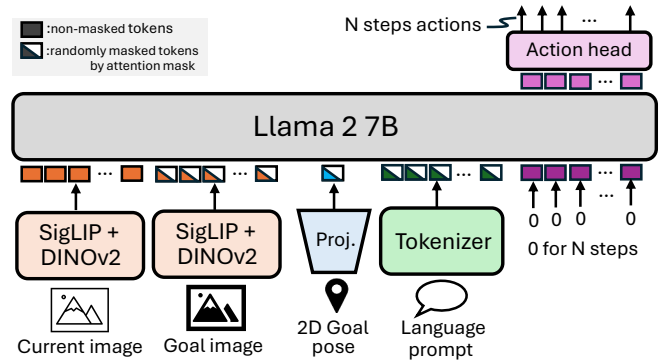 :non-masked tokens
:randomly masked tokens
by attention mask
N steps actions
...
Action head
...
Llama 2 7B
... ... ... ...
SigLIP +
DINOv2
SigLIP +
DINOv2
Proj.
Tokenizer
...
0 0 0 0
0 for N steps
Current image
Goal image
2D Goal
pose
Language
prompt